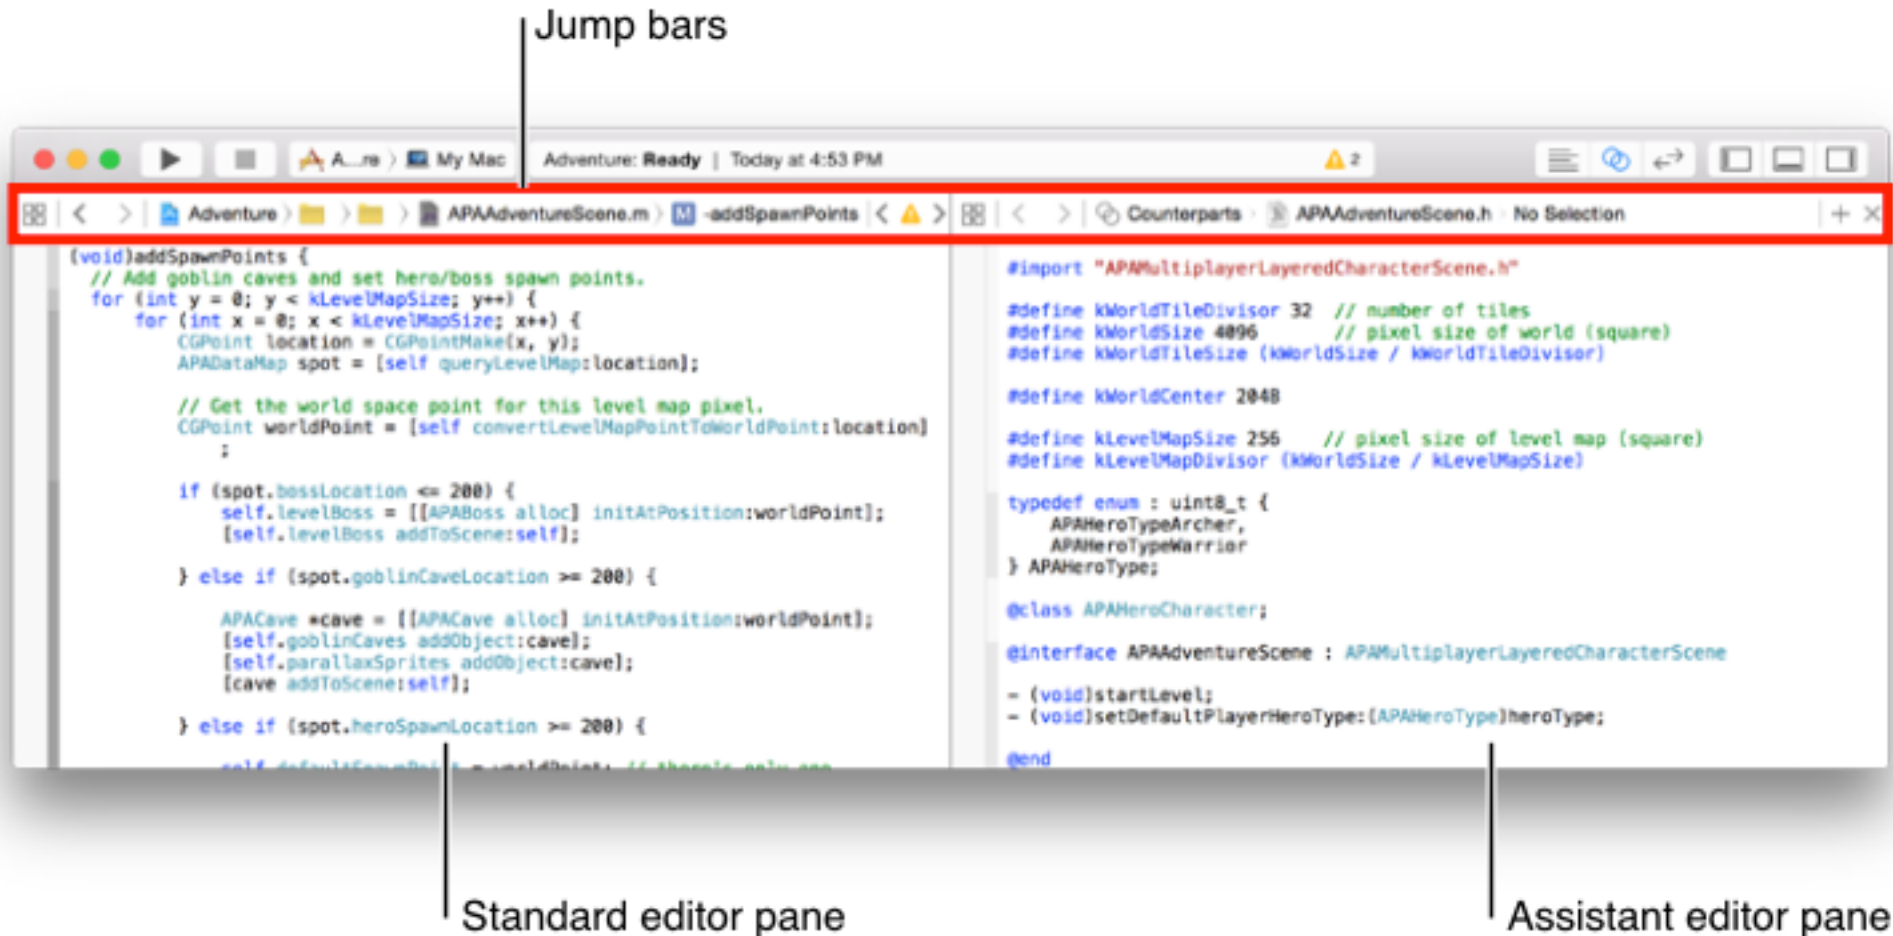 Jump bars
A...re My Mac Adventure: Ready | Today at 4:53 PM 2
Adventure APAAdventureScene.m M -addSpawnPoints Counterparts APAAdventureScene.h No Selection
(void)addSpawnPoints {
// Add goblin caves and set hero/boss spawn points.
for (int y = 0; y < kLevelMapSize; y++) {
for (int x = 0; x < kLevelMapSize; x++) {
CGPoint location = CGPointMake(x, y);
APADataMap spot = [self queryLevelMap:location];
// Get the world space point for this level map pixel.
CGPoint worldPoint = [self convertLevelMapPointToWorldPoint:location]
;
if (spot.bossLocation <= 200) {
self.levelBoss = [[APABoss alloc] initAtPosition:worldPoint];
[self.levelBoss addToScene:self];
} else if (spot.goblinCaveLocation >= 200) {
APACave *cave = [[APACave alloc] initAtPosition:worldPoint];
[self.goblinCaves addObject:cave];
[self.parallaxSprites addObject:cave];
[cave addToScene:self];
} else if (spot.heroSpawnLocation >= 200) {
self.defaultSpawnPoint = worldPoint; // there's only one
#import "APAMultiplayerLayeredCharacterScene.h"
#define kWorldTileDivisor 32 // number of tiles
#define kWorldSize 4096 // pixel size of world (square)
#define kWorldTileSize (kWorldSize / kWorldTileDivisor)
#define kWorldCenter 2048
#define kLevelMapSize 256 // pixel size of level map (square)
#define kLevelMapDivisor (kWorldSize / kLevelMapSize)
typedef enum : uint8_t {
APAHeroTypeArcher,
APAHeroTypeWarrior
} APAHeroType;
@class APAHeroCharacter;
@interface APAAdventureScene : APAMultiplayerLayeredCharacterScene
- (void)startLevel;
- (void)setDefaultPlayerHeroType:(APAHeroType)heroType;
@end
Standard editor pane
Assistant editor pane